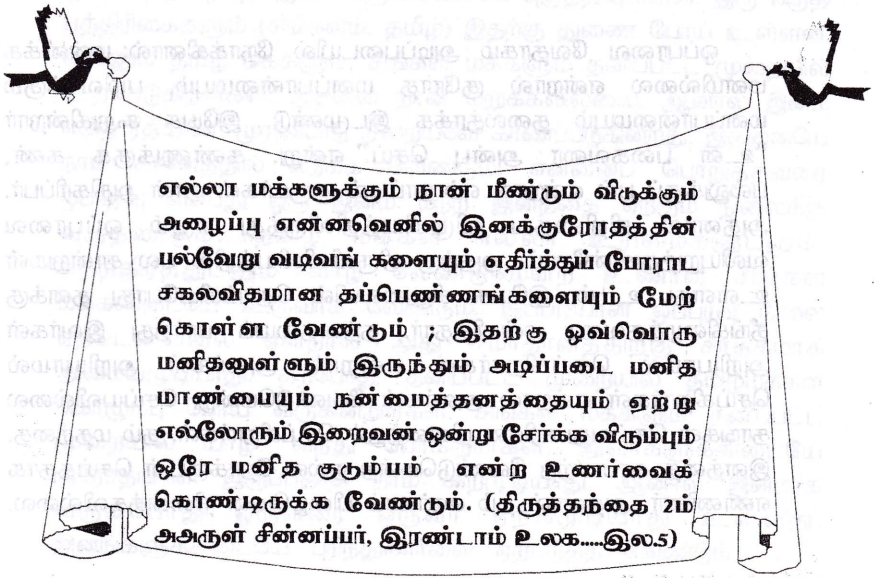 எல்லா மக்களுக்கும் நான் மீண்டும் விடுக்கும்
அழைப்பு என்னவெனில் இனக்குரோதத்தின்
பல்வேறு வடிவங் களையும் எதிர்த்துப் போராட
சகலவிதமான தப்பெண்ணங்களையும் மேற்
கொள்ள வேண்டும் ; இதற்கு ஒவ்வொரு
மனிதனுள்ளும் இருந்தும் அடிப்படை மனித
மாண்பையும் நன்மைத்தனத்தையும் ஏற்று
எல்லோரும் இறைவன் ஒன்று சேர்க்க விரும்பும்
ஒரே மனித குடும்பம் என்ற உணர்வைக்
கொண்டிருக்க வேண்டும். (திருத்தந்தை 2ம்
அஅருள் சின்னப்பர், இரண்டாம் உலக.....இல.5)